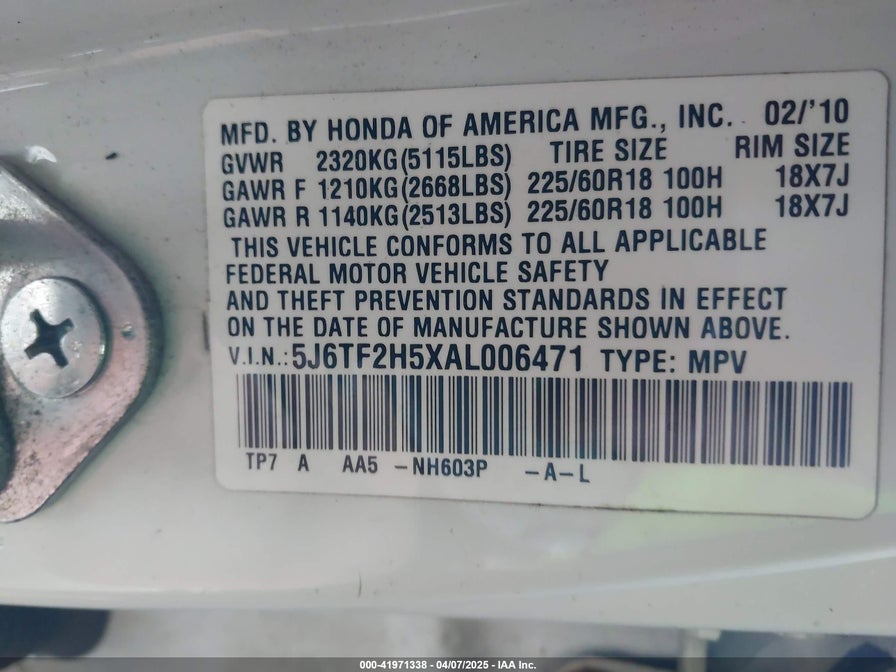 MFD. BY HONDA OF AMERICA MFG., INC. 02/'10
GVWR 2320KG(5115LBS) TIRE SIZE RIM SIZE
GAWR F 1210KG(2668LBS) 225/60R18 100H 18X7J
GAWR R 1140KG(2513LBS) 225/60R18 100H 18X7J
THIS VEHICLE CONFORMS TO ALL APPLICABLE
FEDERAL MOTOR VEHICLE SAFETY
AND THEFT PREVENTION STANDARDS IN EFFECT
ON THE DATE OF MANUFACTURE SHOWN ABOVE.
V.I.N.:5J6TF2H5XAL006471 TYPE: MPV
TP7 A AA5 -NH603P -A-L
000-41971338 - 04/07/2025 - IAA Inc.